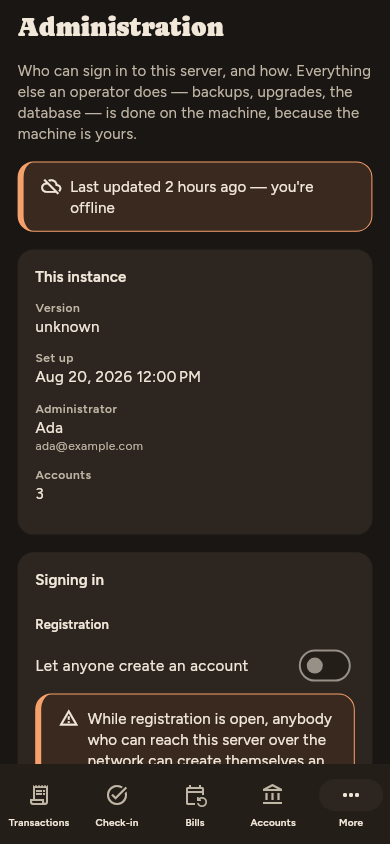 Administration
Who can sign in to this server, and how. Everything
else an operator does — backups, upgrades, the
database — is done on the machine, because the
machine is yours.
Last updated 2 hours ago — you're
offline
This instance
Version
unknown
Set up
Aug 20, 2026 12:00 PM
Administrator
Ada
ada@example.com
Accounts
3
Signing in
Registration
Let anyone create an account
While registration is open, anybody
who can reach this server over the
network can create themselves an
Transactions
Check-in
Bills
Accounts
More